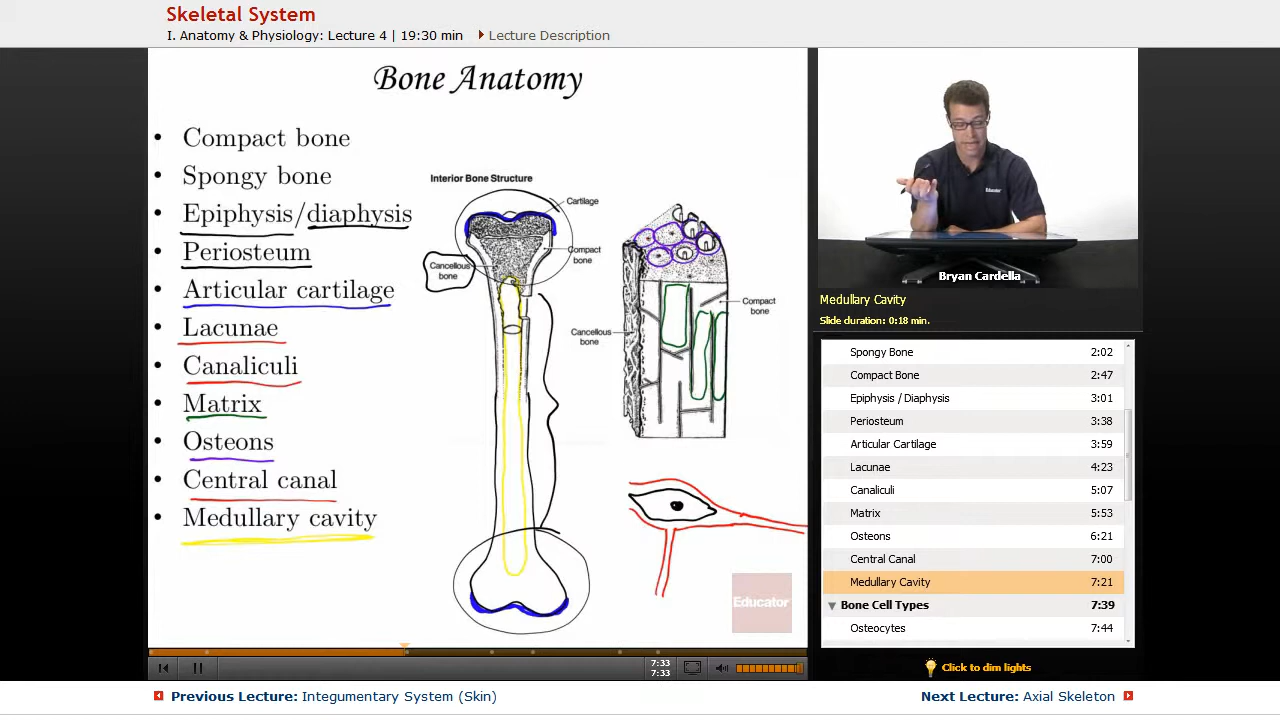 Skeletal System
I. Anatomy & Physiology: Lecture 4 | 19:30 min
Lecture Description
Bone Anatomy
• Compact bone
• Spongy bone
• Epiphysis/diaphysis
• Periosteum
• Articular cartilage
• Lacunae
• Canaliculi
• Matrix
• Osteons
• Central canal
• Medullary cavity
Interior Bone Structure
Cartilage
Compact
bone
Cancellous
bone
Compact
bone
Cancellous
bone
Educator
Educator
Bryan Cardella
Medullary Cavity
Slide duration: 0:18 min.
Spongy Bone 2:02
Compact Bone 2:47
Epiphysis / Diaphysis 3:01
Periosteum 3:38
Articular Cartilage 3:59
Lacunae 4:23
Canaliculi 5:07
Matrix 5:53
Osteons 6:21
Central Canal 7:00
Medullary Cavity 7:21
Bone Cell Types 7:39
Osteocytes 7:44
7:33
7:33
Click to dim lights
Previous Lecture: Integumentary System (Skin)
Next Lecture: Axial Skeleton